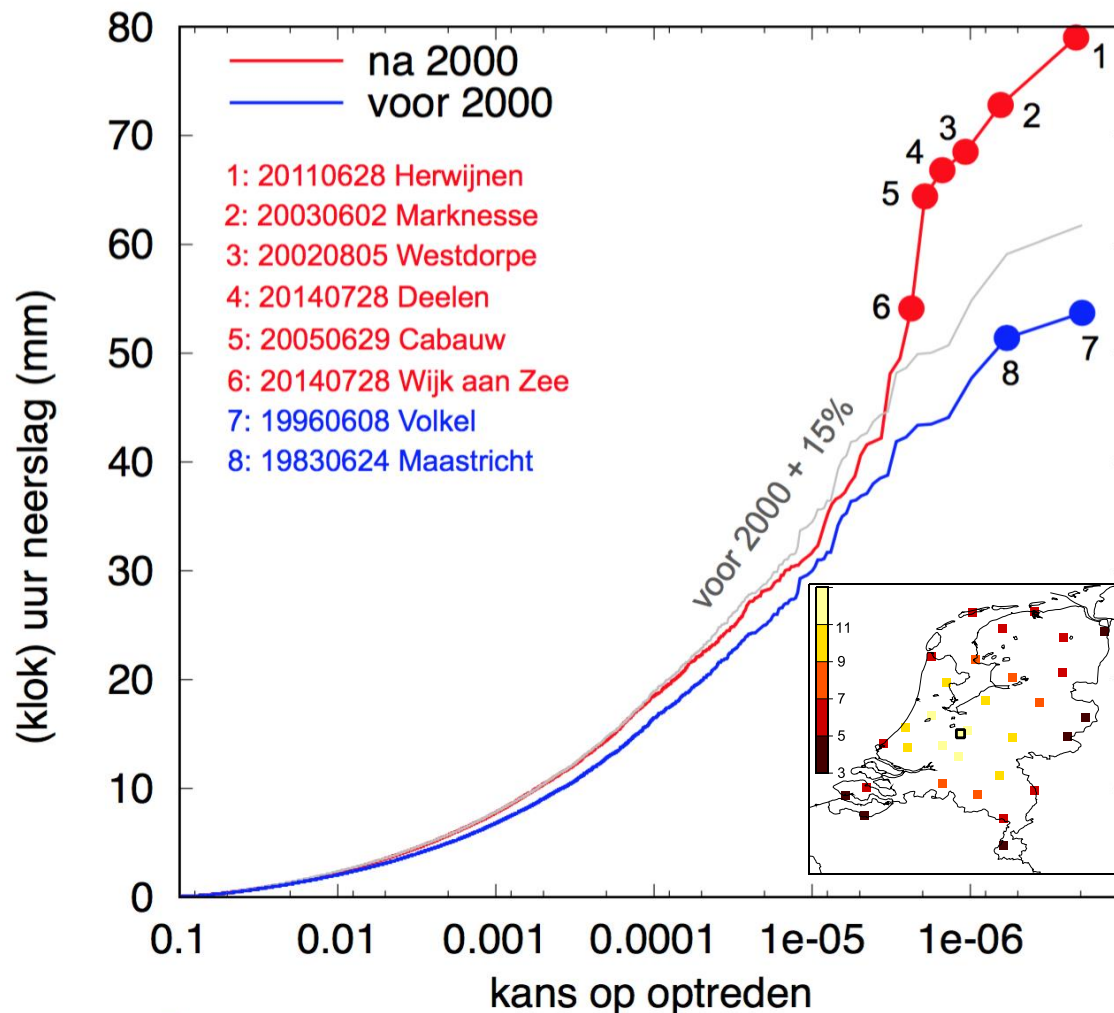 80
70
60
50
40
30
20
10
0
(klok) uur neerslag (mm)
na 2000
voor 2000
1: 20110628 Herwijnen
2: 20030602 Marknesse
3: 20020805 Westdorpe
4: 20140728 Deelen
5: 20050629 Cabauw
6: 20140728 Wijk aan Zee
7: 19960608 Volkel
8: 19830624 Maastricht
1
2
3
4
5
6
7
8
voor 2000 + 15%
11
9
7
5
3
0.1 0.01 0.001 0.0001 1e-05 1e-06
kans op optreden